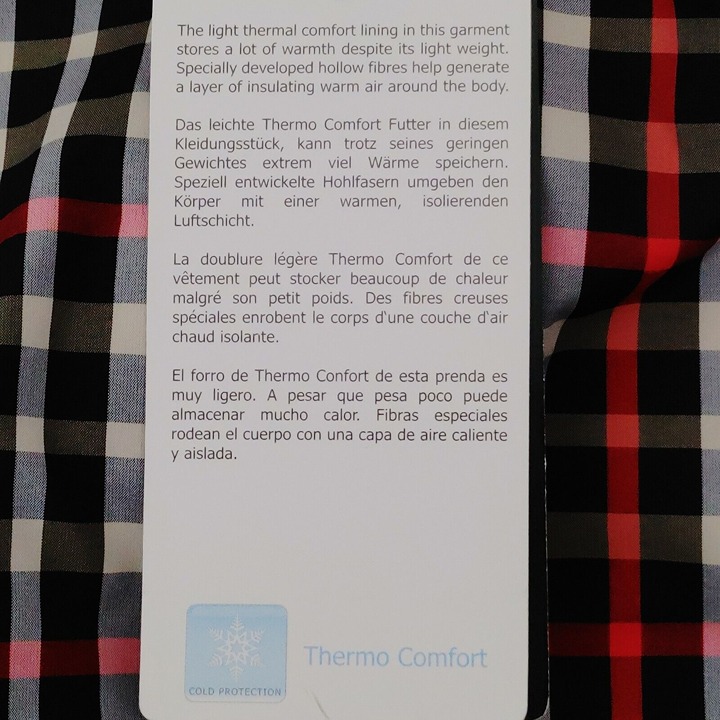 The light thermal comfort lining in this garment
stores a lot of warmth despite its light weight.
Specially developed hollow fibres help generate
a layer of insulating warm air around the body.
Das leichte Thermo Comfort Futter in diesem
Kleidungsstück, kann trotz seines geringen
Gewichtes extrem viel Wärme speichern.
Speziell entwickelte Hohlfasern umgeben den
Körper mit einer warmen, isolierenden
Luftschicht.
La doublure légère Thermo Comfort de ce
vêtement peut stocker beaucoup de chaleur
malgré son petit poids. Des fibres creuses
spéciales enrobent le corps d'une couche d'air
chaud isolante.
El forro de Thermo Confort de esta prenda es
muy ligero. A pesar que pesa poco puede
almacenar mucho calor. Fibras especiales
rodean el cuerpo con una capa de aire caliente
y aislada.
Thermo Comfort
COLD PROTECTION